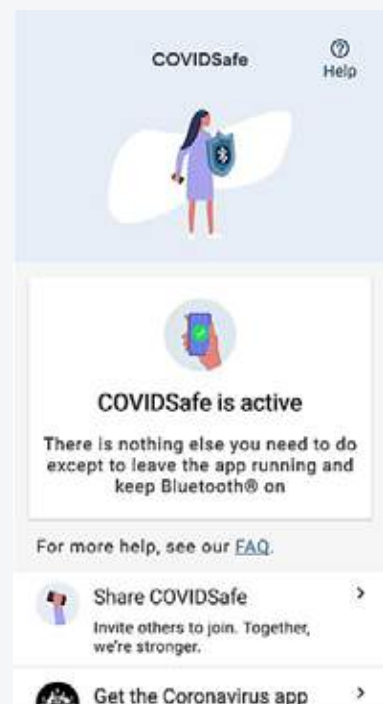 COVIDSafe
Help
COVIDSafe is active
There is nothing else you need to do
except to leave the app running and
keep Bluetooth® on
For more help, see our FAQ.
Share COVIDSafe
Invite others to join. Together,
we're stronger.
Get the Coronavirus app